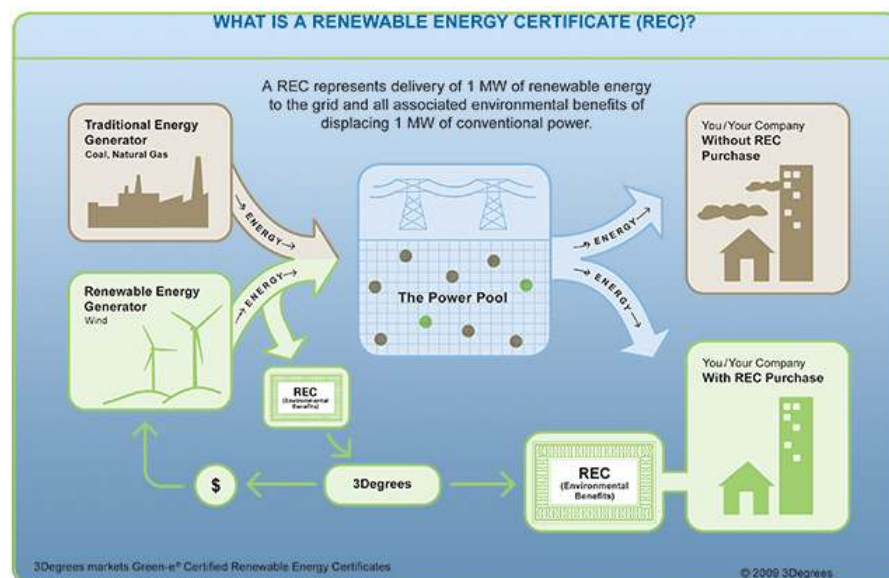 WHAT IS A RENEWABLE ENERGY CERTIFICATE (REC)?
A REC represents delivery of 1 MW of renewable energy
to the grid and all associated environmental benefits of
displacing 1 MW of conventional power.
Traditional Energy
Generator
Coal, Natural Gas
ENERGY
Renewable Energy
Generator
Wind
ENERGY
The Power Pool
ENERGY
ENERGY
You/Your Company
Without REC
Purchase
You/Your Company
With REC Purchase
REC
(Environmental
Benefits)
$
3Degrees
REC
(Environmental
Benefits)
3Degrees markets Green-e® Certified Renewable Energy Certificates
© 2009 3Degrees